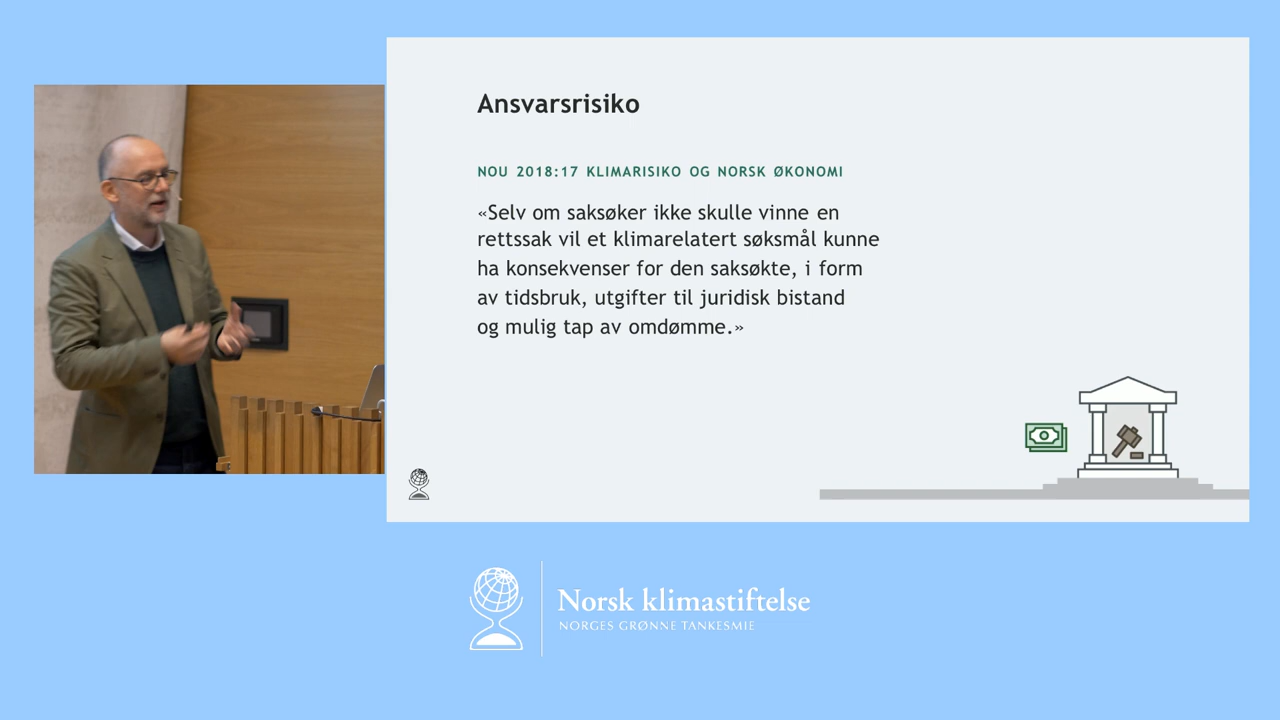 Ansvarsrisiko
NOU 2018:17 KLIMARISIKO OG NORSK ØKONOMI
«Selv om saksøker ikke skulle vinne en
rettssak vil et klimarelatert søksmål kunne
ha konsekvenser for den saksøkte, i form
av tidsbruk, utgifter til juridisk bistand
og mulig tap av omdømme.»
Norsk klimastiftelse
NORGES GRØNNE TANKESMIE